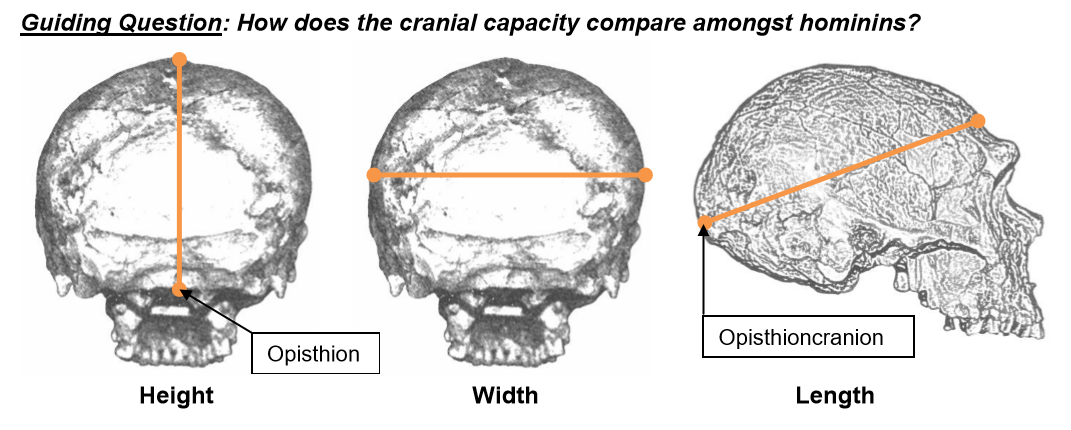 Guiding Question: How does the cranial capacity compare amongst hominins?
Opisthion
Opisthioncranion
Height
Width
Length